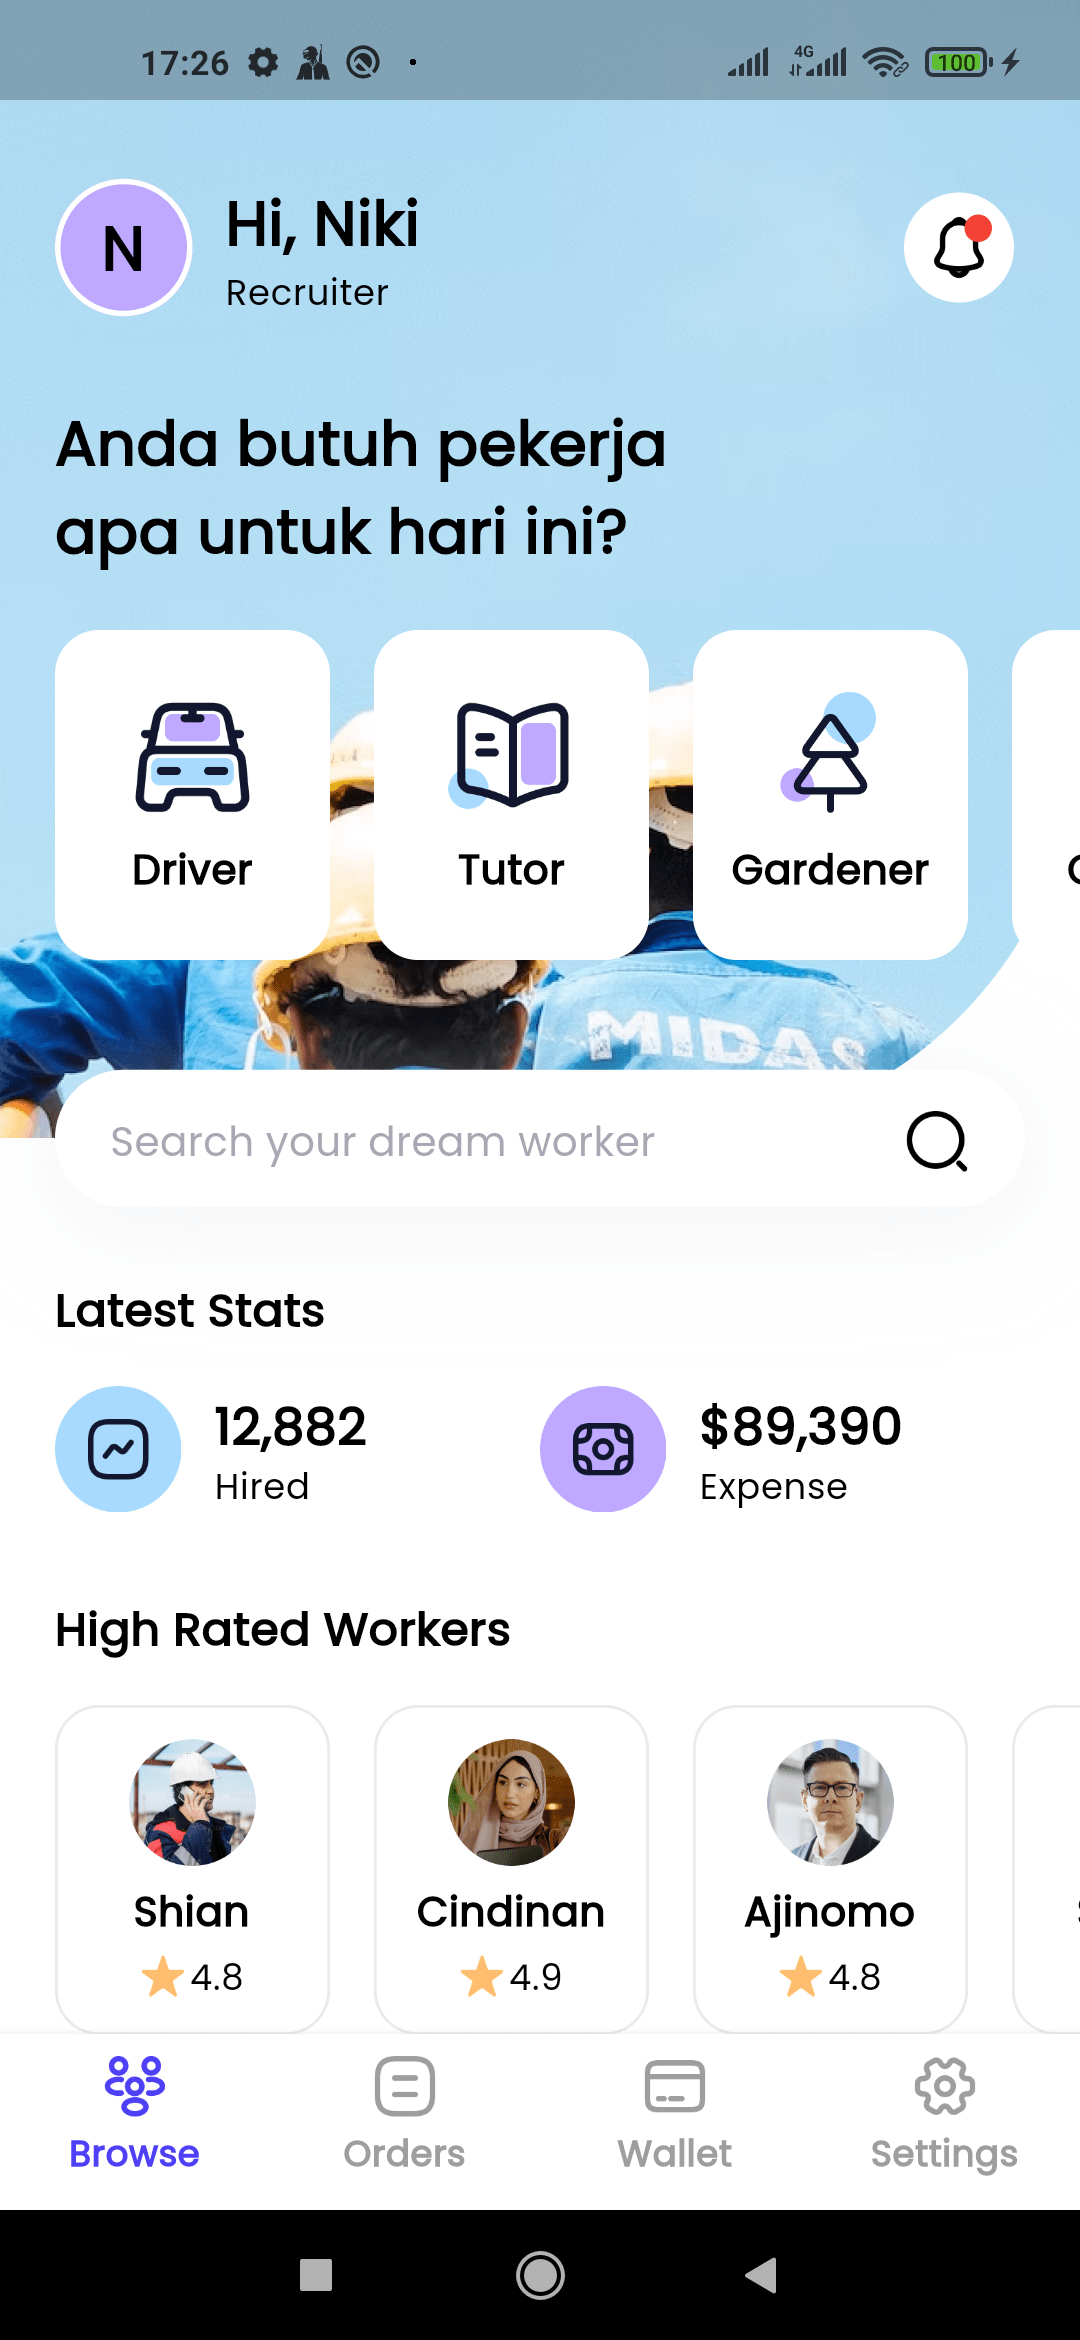 17:26
4G
100
N
Hi, Niki
Recruiter
Anda butuh pekerja
apa untuk hari ini?
Driver
Tutor
Gardener
MIDAS
Search your dream worker
Latest Stats
12,882
Hired
$89,390
Expense
High Rated Workers
Shian
Cindinan
Ajinomo
4.8
4.9
4.8
Browse
Orders
Wallet
Settings